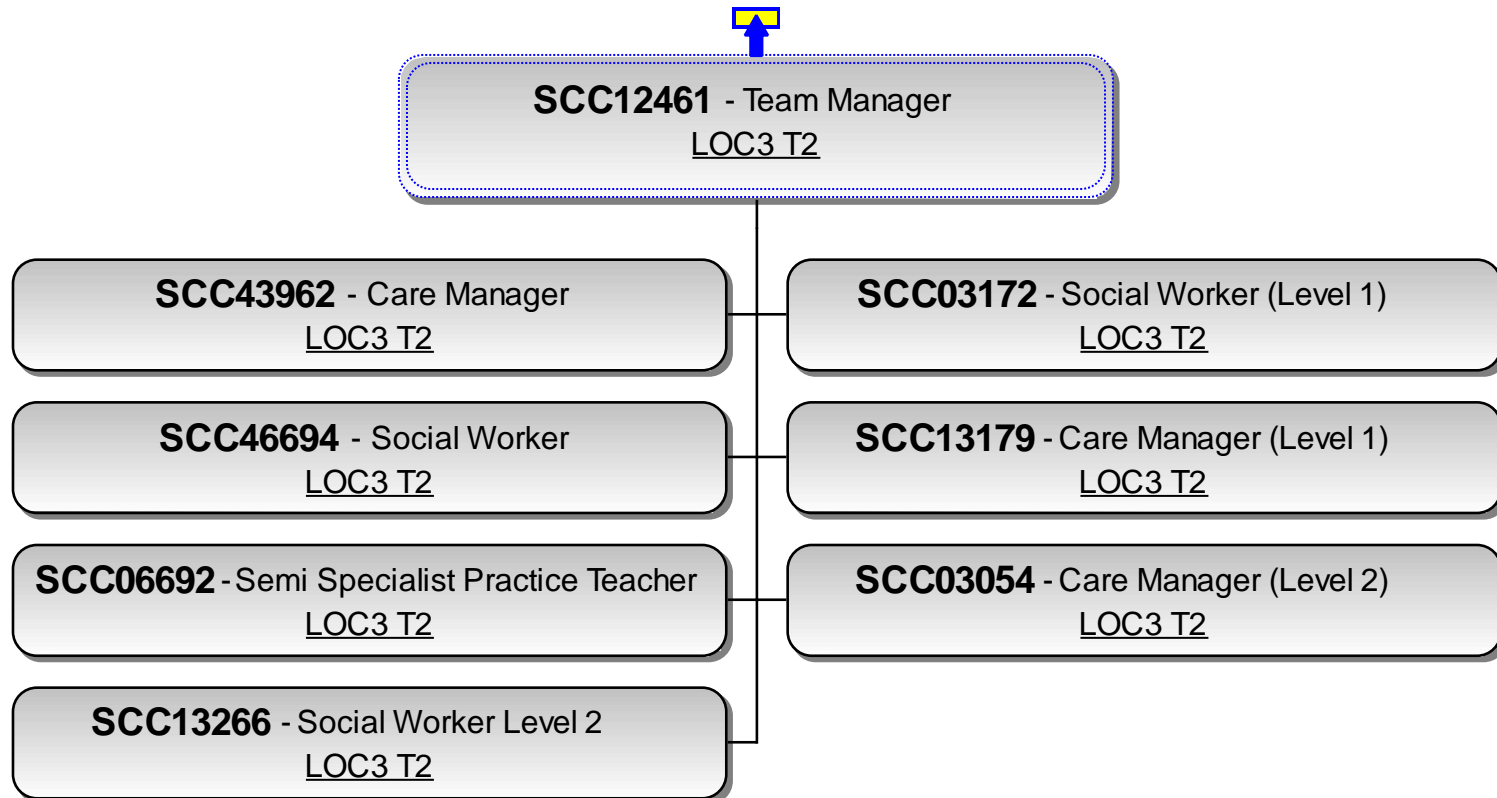 SCC12461 - Team Manager
LOC3 T2
SCC43962 - Care Manager
LOC3 T2
SCC03172 - Social Worker (Level 1)
LOC3 T2
SCC46694 - Social Worker
LOC3 T2
SCC13179 - Care Manager (Level 1)
LOC3 T2
SCC06692 - Semi Specialist Practice Teacher
LOC3 T2
SCC03054 - Care Manager (Level 2)
LOC3 T2
SCC13266 - Social Worker Level 2
LOC3 T2